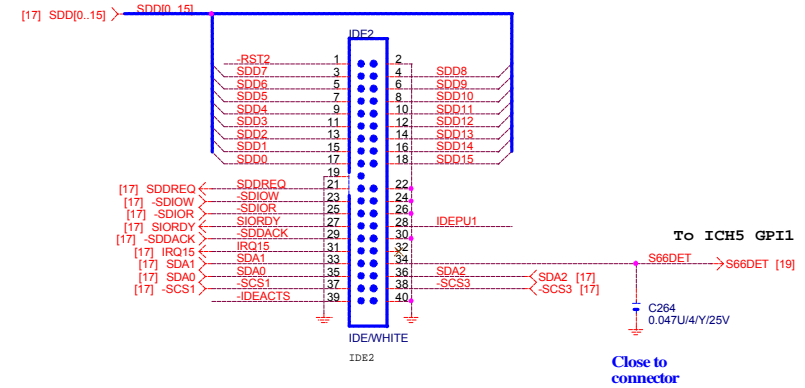 [17] SDD[0..15] SDD[0..15]
IDE2
-RST2 1 2
SDD7 3 4 SDD8
SDD6 5 6 SDD9
SDD5 7 8 SDD10
SDD4 9 10 SDD11
SDD3 11 12 SDD12
SDD2 13 14 SDD13
SDD1 15 16 SDD14
SDD0 17 18 SDD15
19
[17] SDDREQ SDDREQ 21 22
[17] -SDIOW -SDIOW 23 24
[17] -SDIOR -SDIOR 25 26
[17] SIORDY SIORDY 27 28 IDEPU1
[17] -SDDACK -SDDACK 29 30
[17] IRQ15 IRQ15 31 32
To ICH5 GPI1
[17] SDA1 SDA1 33 34 S66DET S66DET [19]
[17] SDA0 SDA0 35 36 SDA2 SDA2 [17]
[17] -SCS1 -SCS1 37 38 -SCS3 -SCS3 [17]
-IDEACTS 39 40
C264
0.047U/4/Y/25V
IDE/WHITE
IDE2
Close to
connector